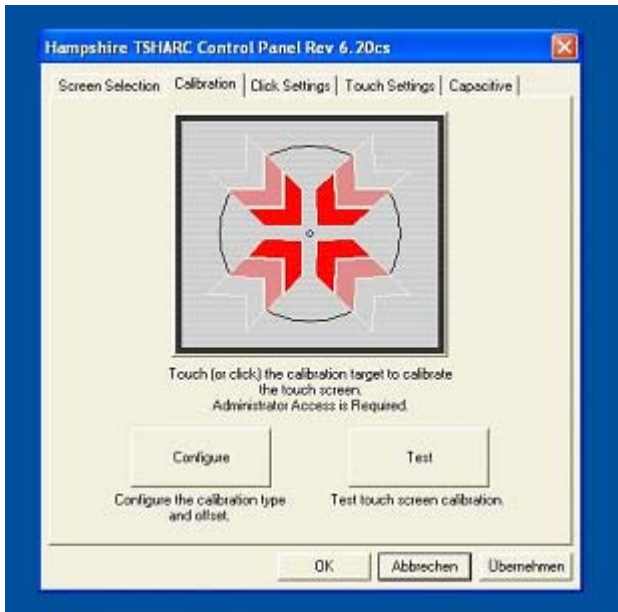 Hampshire TSHARC Control Panel Rev 6.20cs
Screen Selection Calibration Click Settings Touch Settings Capacitive
Touch (or click) the calibration target to calibrate
the touch screen.
Administrator Access is Required.
Configure Test
Configure the calibration type Test touch screen calibration.
and offset.
OK Abbrechen Übernehmen